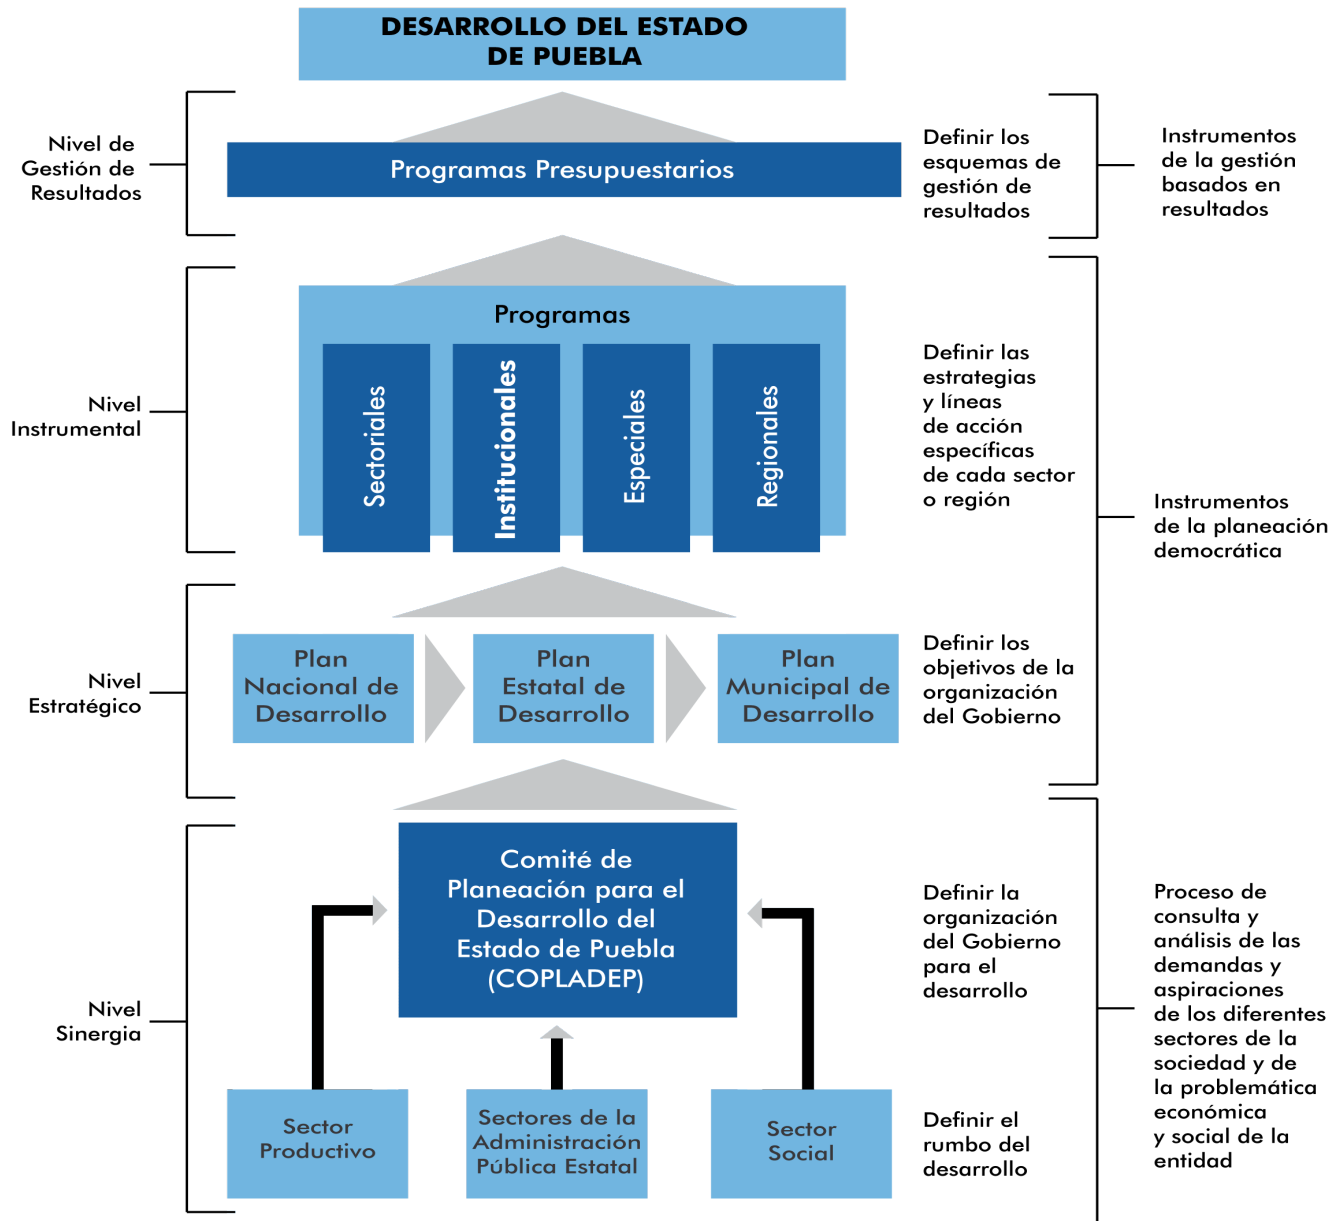 DESARROLLO DEL ESTADO
DE PUEBLA
Nivel de
Gestión de
Resultados
Programas Presupuestarios
Definir los
esquemas de
gestión de
resultados
Instrumentos
de la gestión
basados en
resultados
Nivel
Instrumental
Programas
Sectoriales
Institucionales
Especiales
Regionales
Definir las
estrategias
y líneas
de acción
específicas
de cada sector
o región
Instrumentos
de la planeación
democrática
Nivel
Estratégico
Plan
Nacional de
Desarrollo
Plan
Estatal de
Desarrollo
Plan
Municipal de
Desarrollo
Definir los
objetivos de la
organización
del Gobierno
Nivel
Sinergia
Comité de
Planeación para el
Desarrollo del
Estado de Puebla
(COPLADEP)
Definir la
organización
del Gobierno
para el
desarrollo
Proceso de
consulta y
análisis de las
demandas y
aspiraciones
de los diferentes
sectores de la
sociedad y de
la problemática
económica
y social de la
entidad
Sector
Productivo
Sectores de la
Administración
Pública Estatal
Sector
Social
Definir el
rumbo del
desarrollo